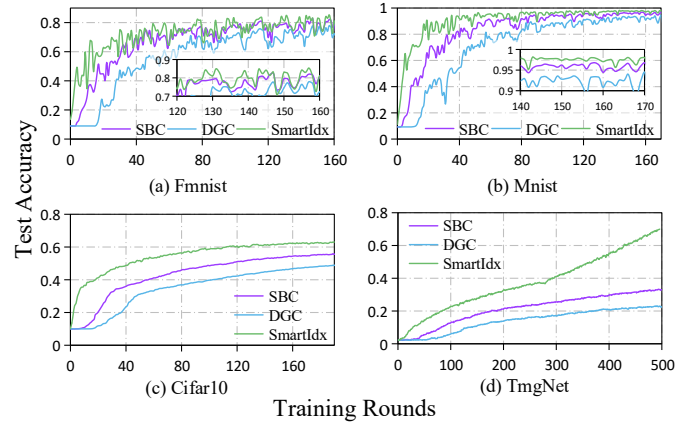 Test Accuracy
0.8
0.6
0.4
0.2
0
0.9
0.8
0.7
120 130 140 150 160
SBC DGC SmartIdx
0 40 80 120 160
(a) Fmnist
1
0.8
0.6
0.4
0.2
0
1
0.95
0.9
140 150 160 170
SBC DGC SmartIdx
0 40 80 120 160
(b) Mnist
0.8
0.6
0.4
0.2
0
SBC
DGC
SmartIdx
0 40 80 120 160
(c) Cifar10
0.8
0.6
0.4
0.2
0
SBC
DGC
SmartIdx
0 100 200 300 400 500
(d) TmgNet
Training Rounds